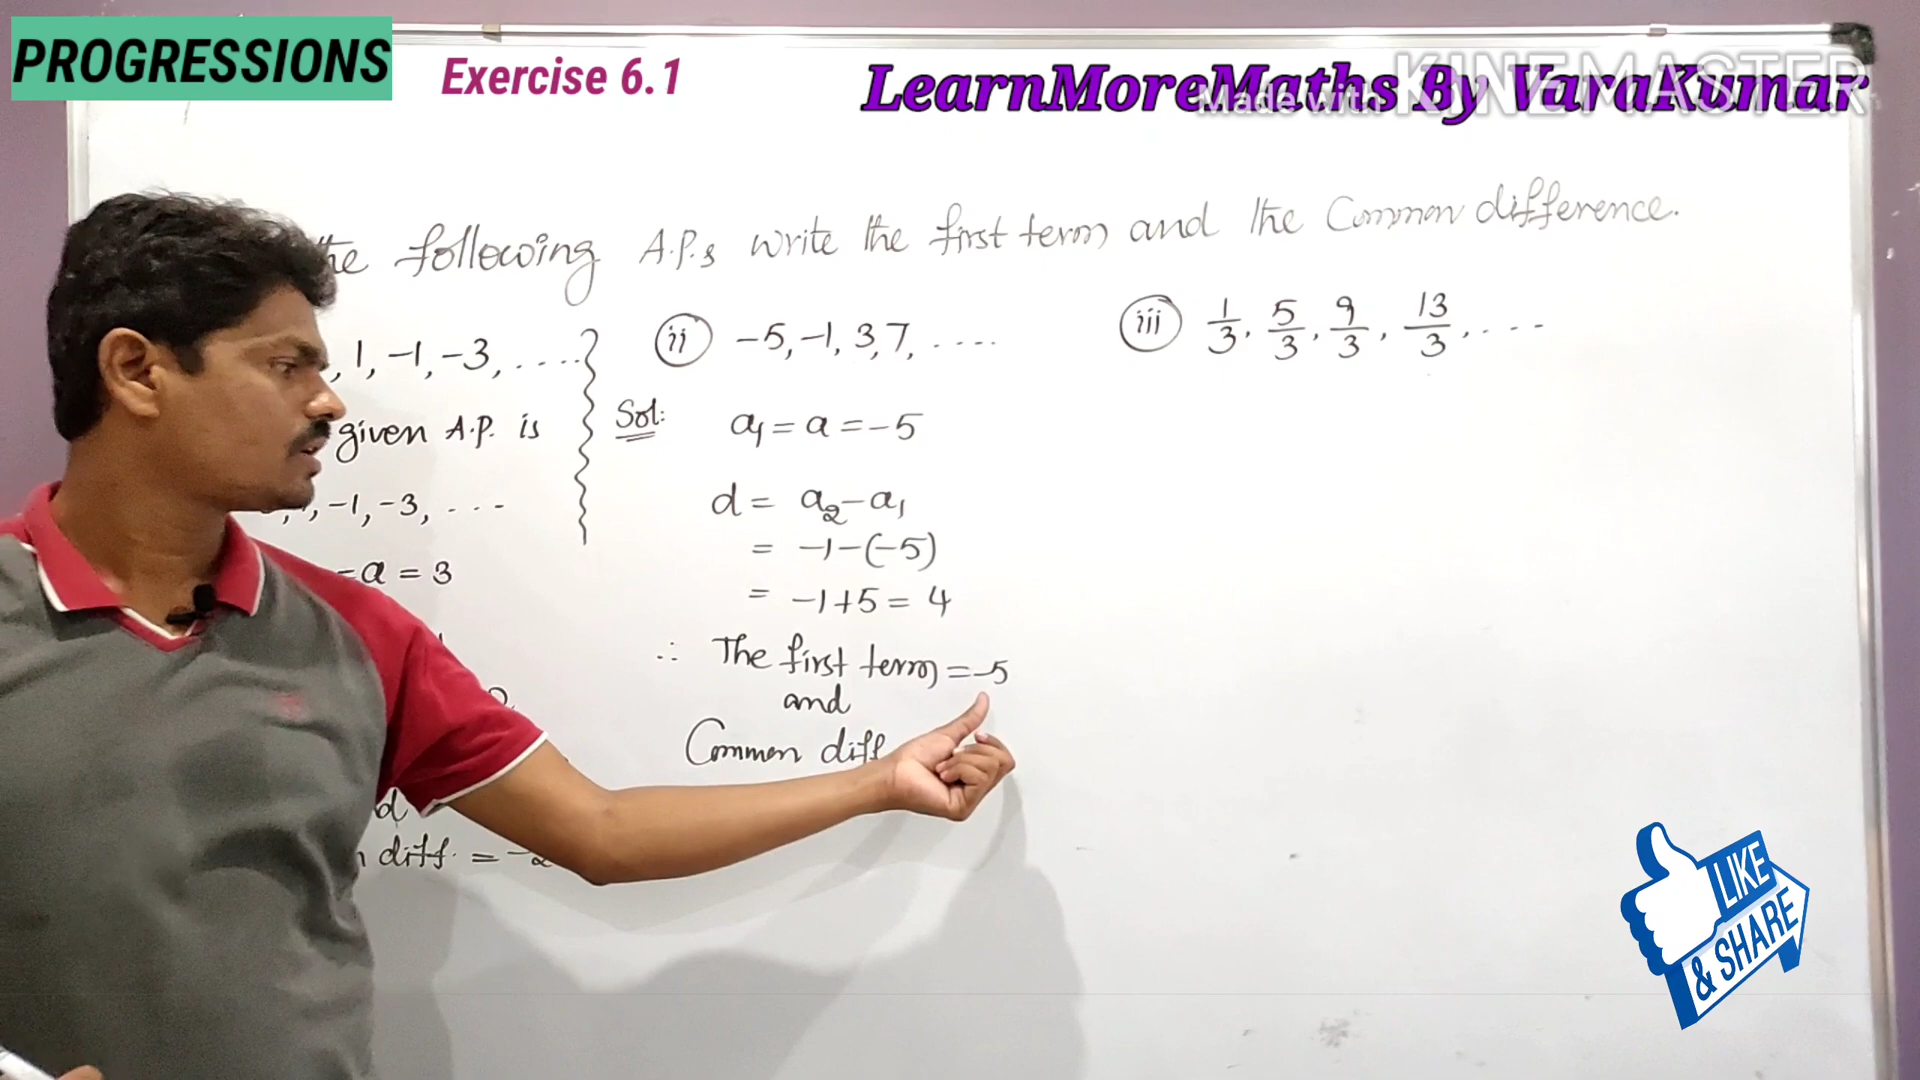 PROGRESSIONS
Exercise 6.1
LearnMoreMaths By VaraKumar
Made with KINEMASTER
the following A.P.s write the first term and the Common difference.
, 1, -1, -3, ....
given A.P. is
, -1, -3, ...
= a = 3
d
diff. = -2
ii) -5, -1, 3, 7, ....
Sol:
a₁ = a = -5
d = a₂ - a₁
= -1 - (-5)
= -1 + 5 = 4
∴ The first term = -5
and
Common diff
iii) 1/3, 5/3, 9/3, 13/3, ....
LIKE
& SHARE